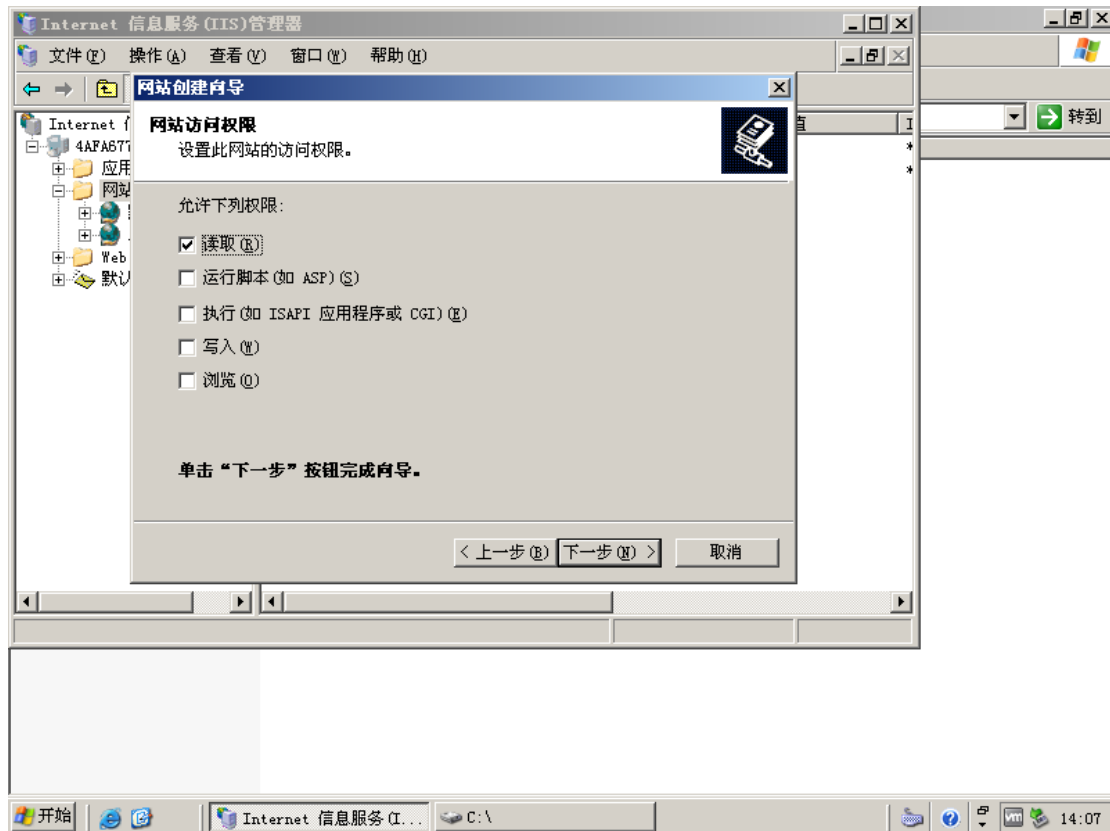 Internet 信息服务(IIS)管理器
文件(F) 操作(A) 查看(V) 窗口(W) 帮助(H)
转到
网站创建向导
网站访问权限
设置此网站的访问权限。
允许下列权限:
读取(R)
运行脚本(如 ASP)(S)
执行(如 ISAPI 应用程序或 CGI)(E)
写入(W)
浏览(O)
单击“下一步”按钮完成向导。
< 上一步(B) 下一步(N) > 取消
Internet
4AFA677
应用
网站
Web
默认
值 I
*
*
开始 Internet 信息服务(I... C:\ 14:07